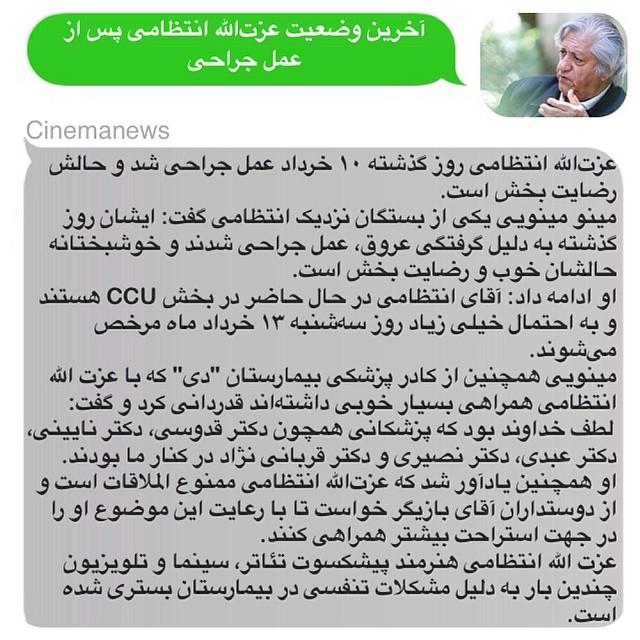 آخرین وضعیت عزت‌الله انتظامی پس از
عمل جراحی
Cinemanews
عزت‌الله انتظامی روز گذشته ۱۰ خرداد عمل جراحی شد و حالش
رضایت بخش است.
مینو مینویی یکی از بستگان نزدیک انتظامی گفت: ایشان روز
گذشته به دلیل گرفتگی عروق، عمل جراحی شدند و خوشبختانه
حالشان خوب و رضایت بخش است.
او ادامه داد: آقای انتظامی در حال حاضر در بخش CCU هستند
و به احتمال خیلی زیاد روز سه‌شنبه ۱۳ خرداد ماه مرخص
می‌شوند.
مینویی همچنین از کادر پزشکی بیمارستان "دی" که با عزت الله
انتظامی همراهی بسیار خوبی داشته‌اند قدردانی کرد و گفت:
لطف خداوند بود که پزشکانی همچون دکتر قدوسی، دکتر نایینی،
دکتر عبدی، دکتر نصیری و دکتر قربانی نژاد در کنار ما بودند.
او همچنین یادآور شد که عزت‌الله انتظامی ممنوع الملاقات است و
از دوستداران آقای بازیگر خواست تا با رعایت این موضوع او را
در جهت استراحت بیشتر همراهی کنند.
عزت الله انتظامی هنرمند پیشکسوت تئاتر، سینما و تلویزیون
چندین بار به دلیل مشکلات تنفسی در بیمارستان بستری شده
است.